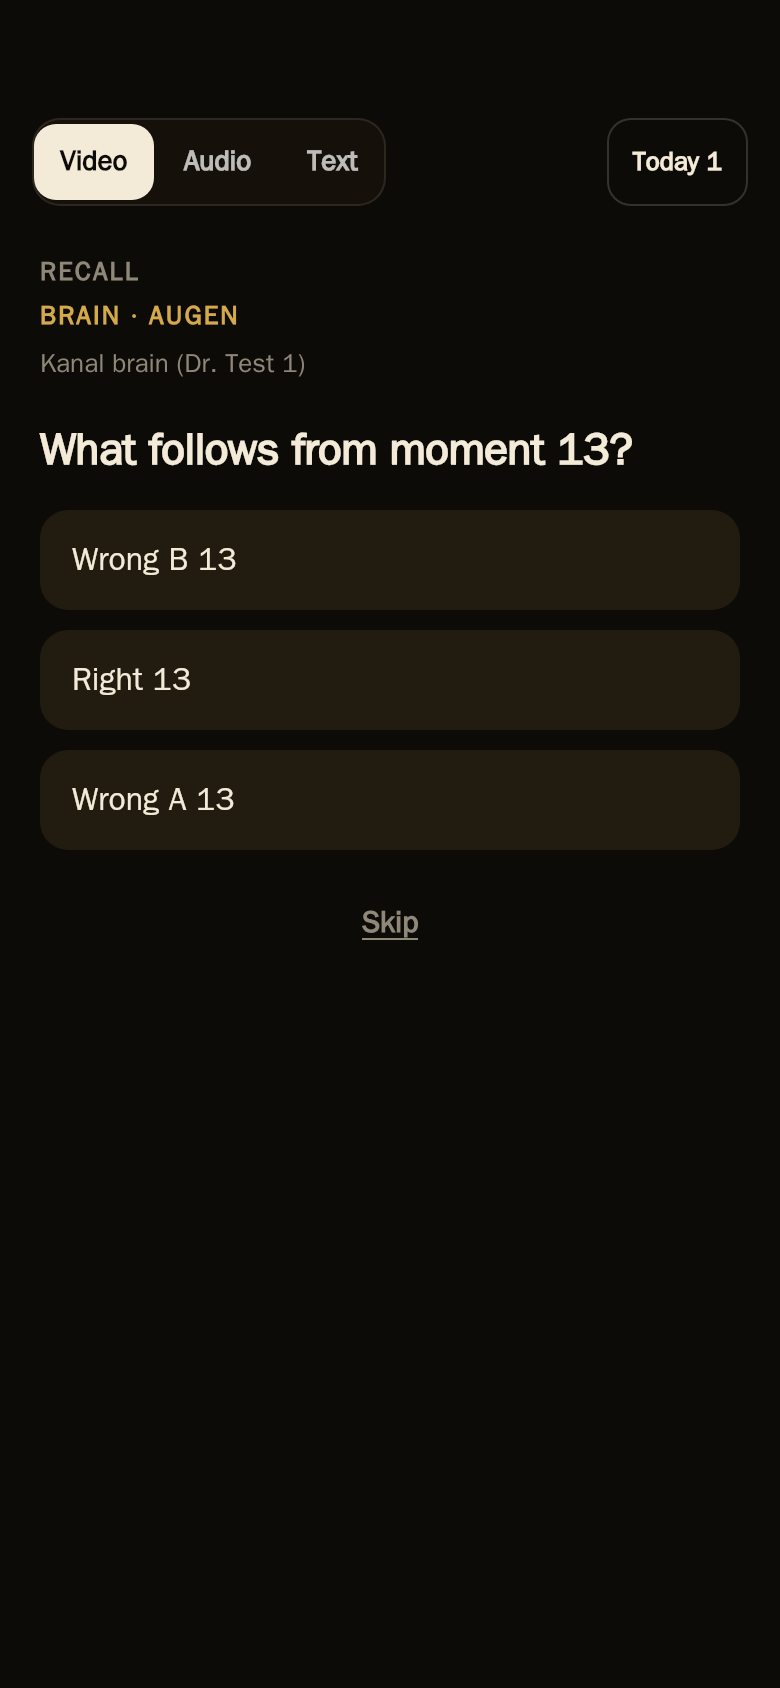 Video Audio Text Today 1
RECALL
BRAIN · AUGEN
Kanal brain (Dr. Test 1)
What follows from moment 13?
Wrong B 13
Right 13
Wrong A 13
Skip